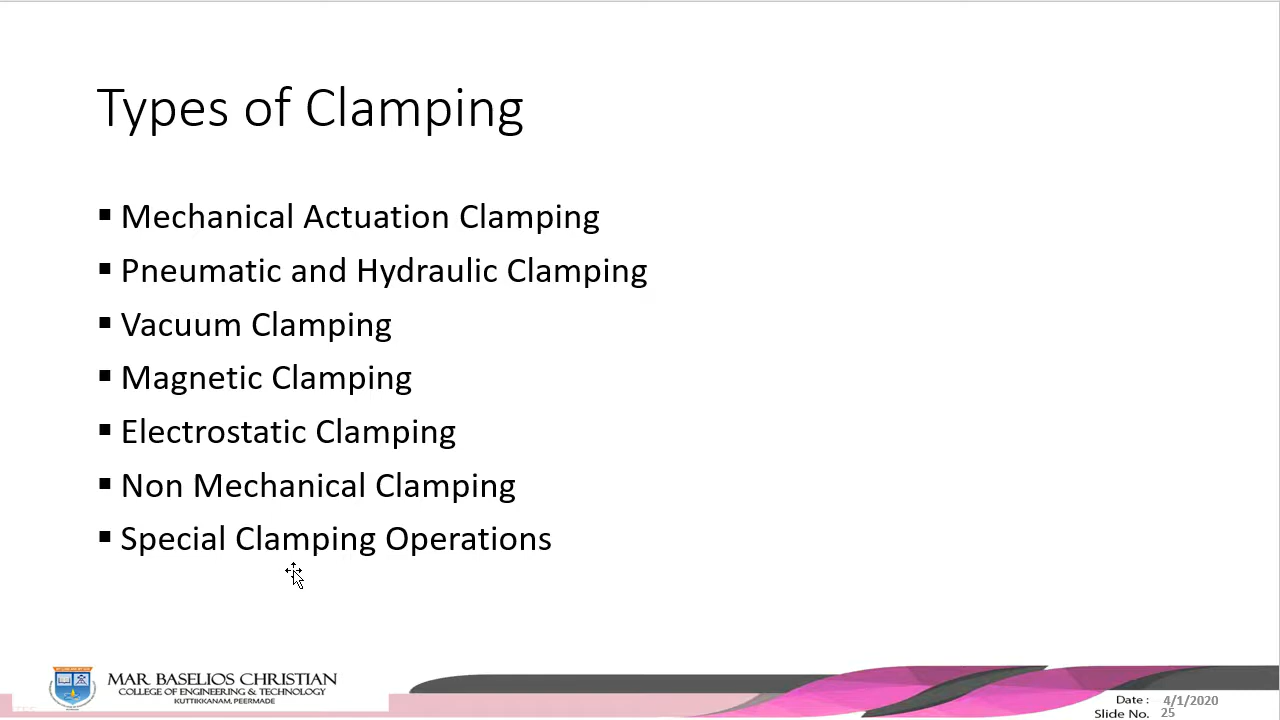 Types of Clamping
▪ Mechanical Actuation Clamping
▪ Pneumatic and Hydraulic Clamping
▪ Vacuum Clamping
▪ Magnetic Clamping
▪ Electrostatic Clamping
▪ Non Mechanical Clamping
▪ Special Clamping Operations
MAR BASELIOS CHRISTIAN
COLLEGE OF ENGINEERING & TECHNOLOGY
KUTTIKKANAM, PEERMADE
Date : 4/1/2020
Slide No. 25